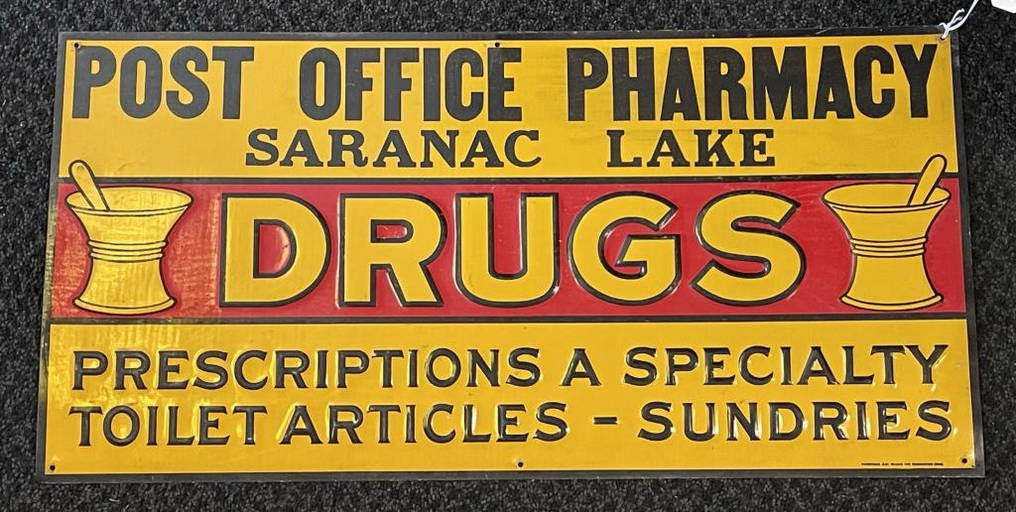 POST OFFICE PHARMACY
SARANAC LAKE
DRUGS
PRESCRIPTIONS A SPECIALTY
TOILET ARTICLES - SUNDRIES